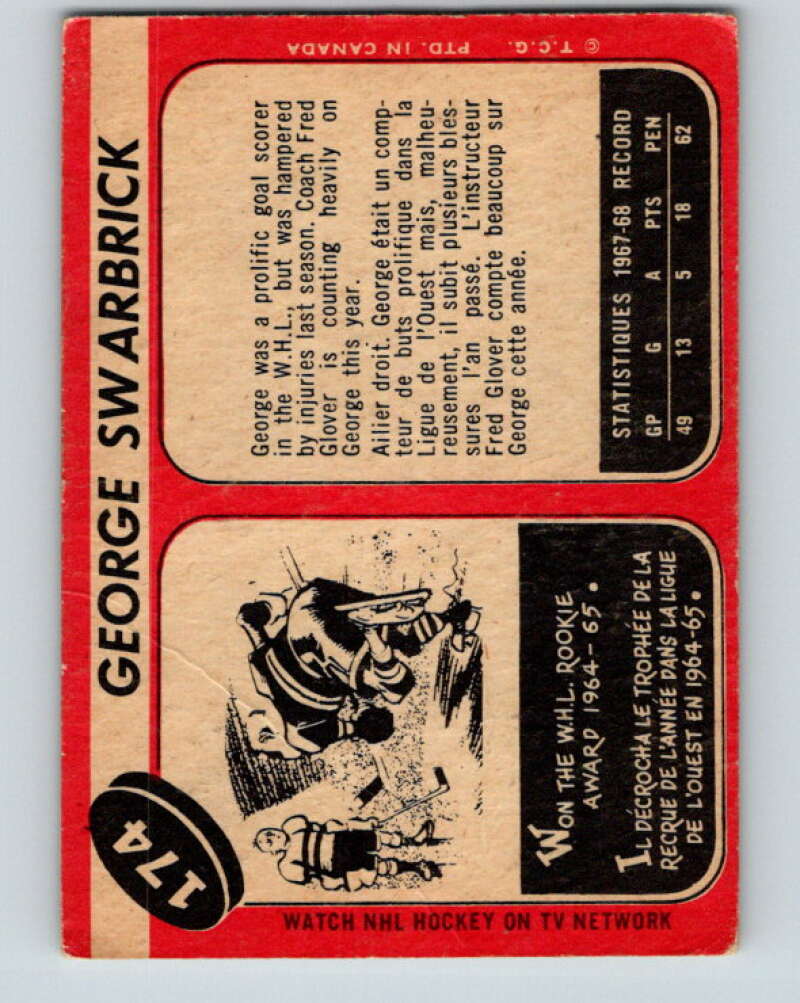 174
GEORGE SWARBRICK
WON THE W.H.L. ROOKIE
AWARD 1964-65.
IL DÉCROCHA LE TROPHÉE DE LA
RECRUE DE L'ANNÉE DANS LA LIGUE
DE L'OUEST EN 1964-65.
George was a prolific goal scorer
in the W.H.L., but was hampered
by injuries last season. Coach Fred
Glover is counting heavily on
George this year.
Ailier droit. George était un comp-
teur de buts prolifique dans la
Ligue de l'Ouest mais, malheu-
reusement, il subit plusieurs bles-
sures l'an passé. L'instructeur
Fred Glover compte beaucoup sur
George cette année.
STATISTIQUES 1967-68 RECORD
GP G A PTS PEN
49 13 5 18 62
WATCH NHL HOCKEY ON TV NETWORK
© T.C.G. PTD. IN CANADA